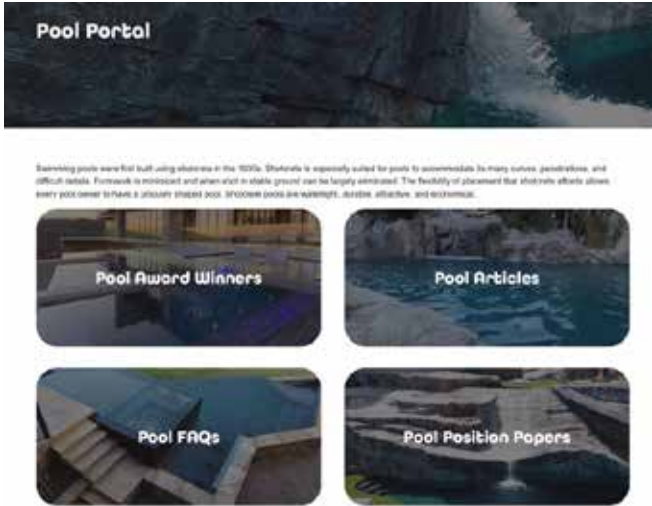 Pool Portal
Swimming pools were first built using shotcrete in the Shotcrete is especially suited for pools to accommodate its many curves, penetrations, and
difficult details. Formwork is minimized and when shot in stable ground can be largely eliminated. The flexibility of placement that shotcrete affords allows
every pool owner to have a uniquely shaped pool. Shotcrete pools are watertight, durable, attractive, and economical.
Pool Award Winners
Pool Articles
Pool FAQs
Pool Position Papers